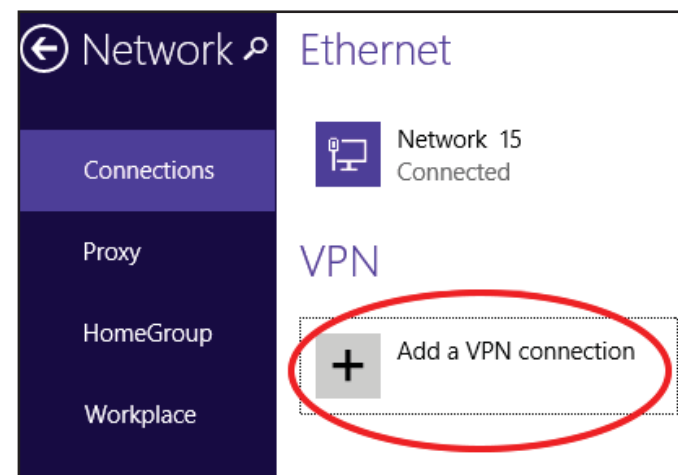 Network
Connections
Proxy
HomeGroup
Workplace
Ethernet
Network 15
Connected
VPN
Add a VPN connection